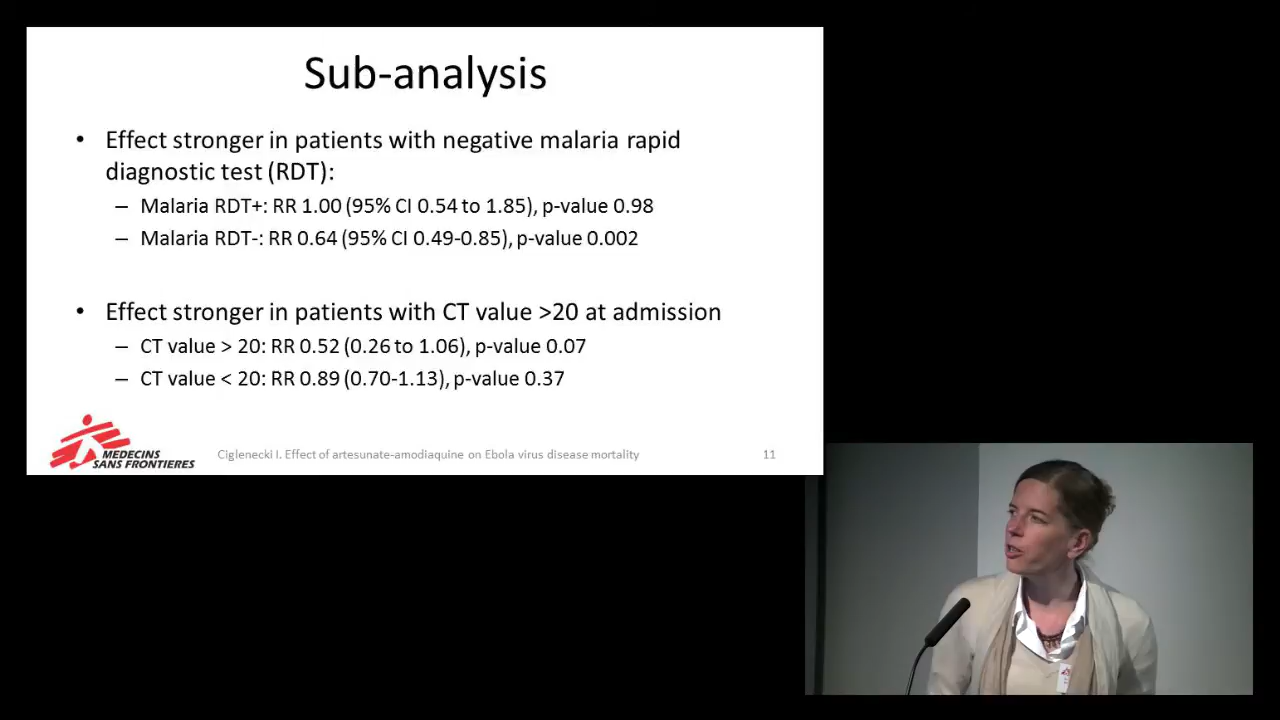 Sub-analysis
• Effect stronger in patients with negative malaria rapid
diagnostic test (RDT):
– Malaria RDT+: RR 1.00 (95% CI 0.54 to 1.85), p-value 0.98
– Malaria RDT-: RR 0.64 (95% CI 0.49-0.85), p-value 0.002
• Effect stronger in patients with CT value >20 at admission
– CT value > 20: RR 0.52 (0.26 to 1.06), p-value 0.07
– CT value < 20: RR 0.89 (0.70-1.13), p-value 0.37
MEDECINS
SANS FRONTIERES
Ciglenecki I. Effect of artesunate-amodiaquine on Ebola virus disease mortality
11